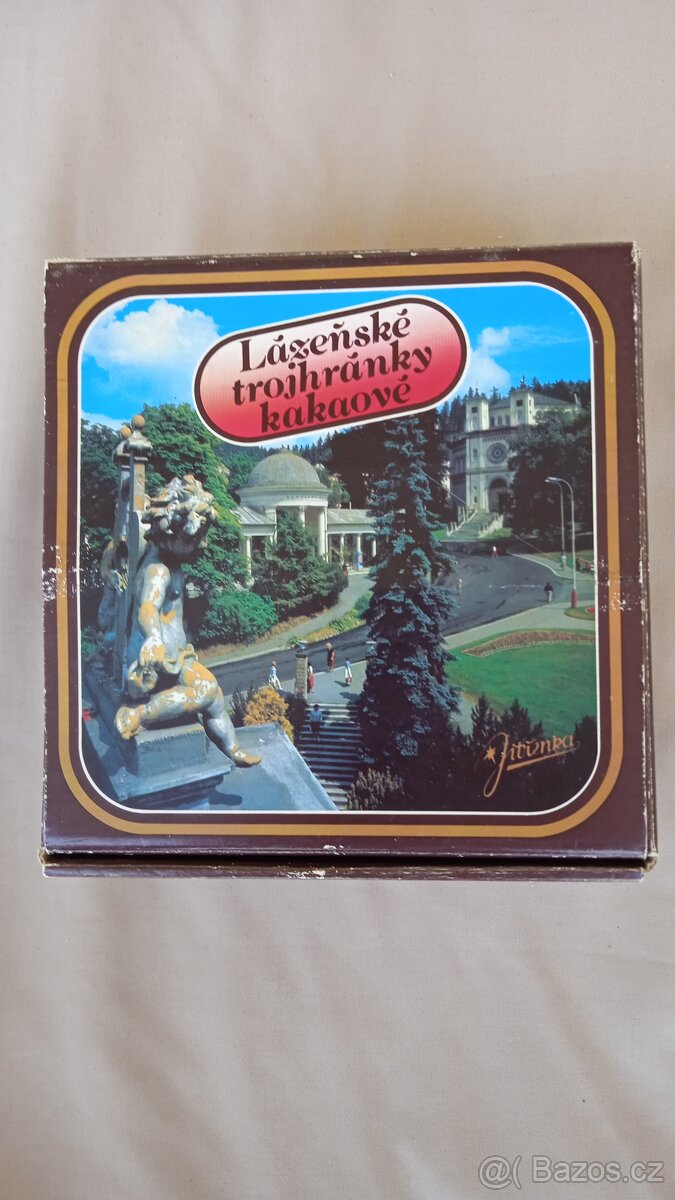 Lázeňské
trojhránky
kakaové
Jitřenka
@( Bazos.cz